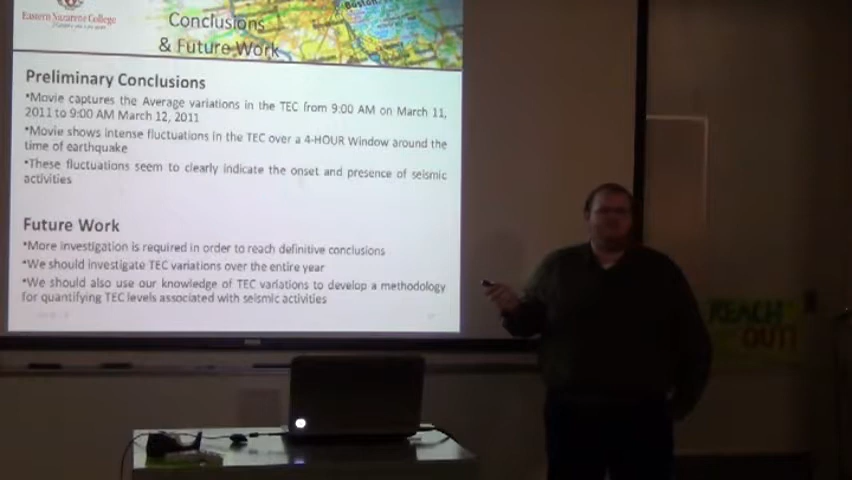 Eastern Nazarene College
Conclusions
& Future Work
Boston
Preliminary Conclusions
•Movie captures the Average variations in the TEC from 9:00 AM on March 11,
2011 to 9:00 AM March 12, 2011
•Movie shows intense fluctuations in the TEC over a 4-HOUR Window around the
time of earthquake
•These fluctuations seem to clearly indicate the onset and presence of seismic
activities
Future Work
•More investigation is required in order to reach definitive conclusions
•We should investigate TEC variations over the entire year
•We should also use our knowledge of TEC variations to develop a methodology
for quantifying TEC levels associated with seismic activities
REACH
OUT!